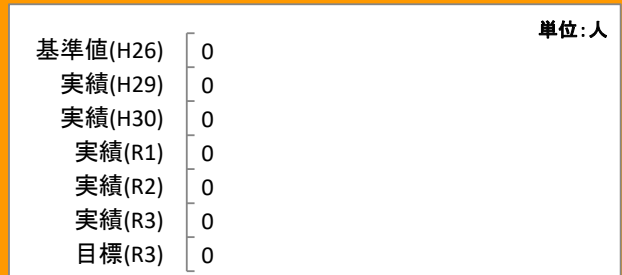 単位:人
基準値(H26) 0
実績(H29) 0
実績(H30) 0
実績(R1) 0
実績(R2) 0
実績(R3) 0
目標(R3) 0